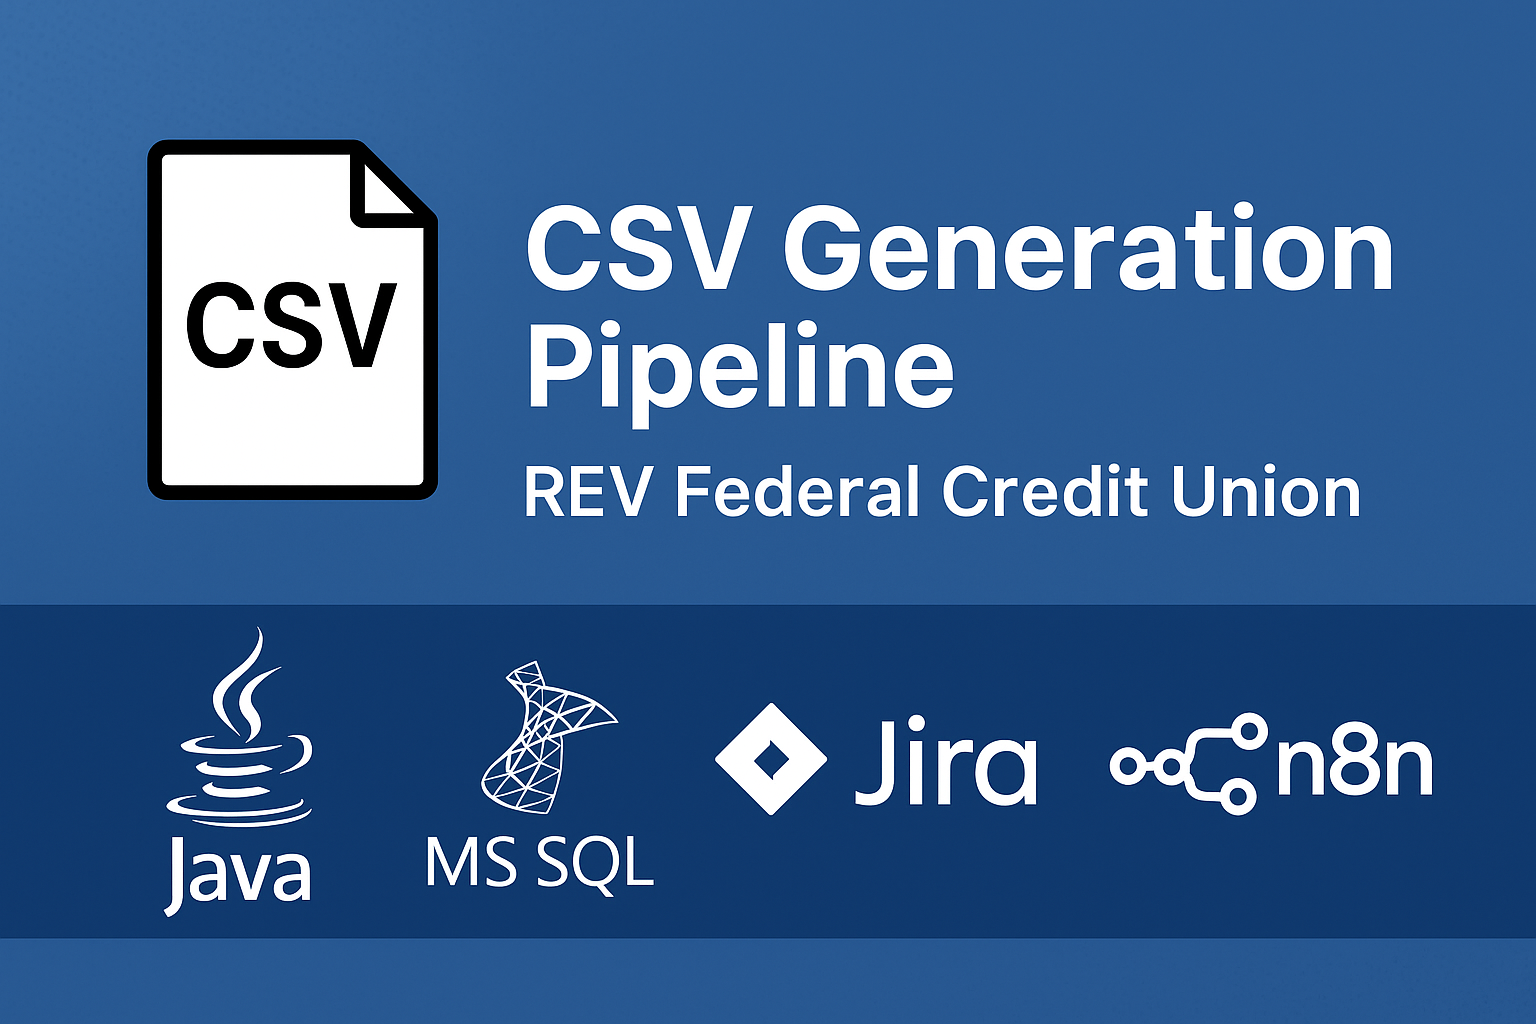 CSV
CSV Generation
Pipeline
REV Federal Credit Union
Java
MS SQL
Jira
n8n